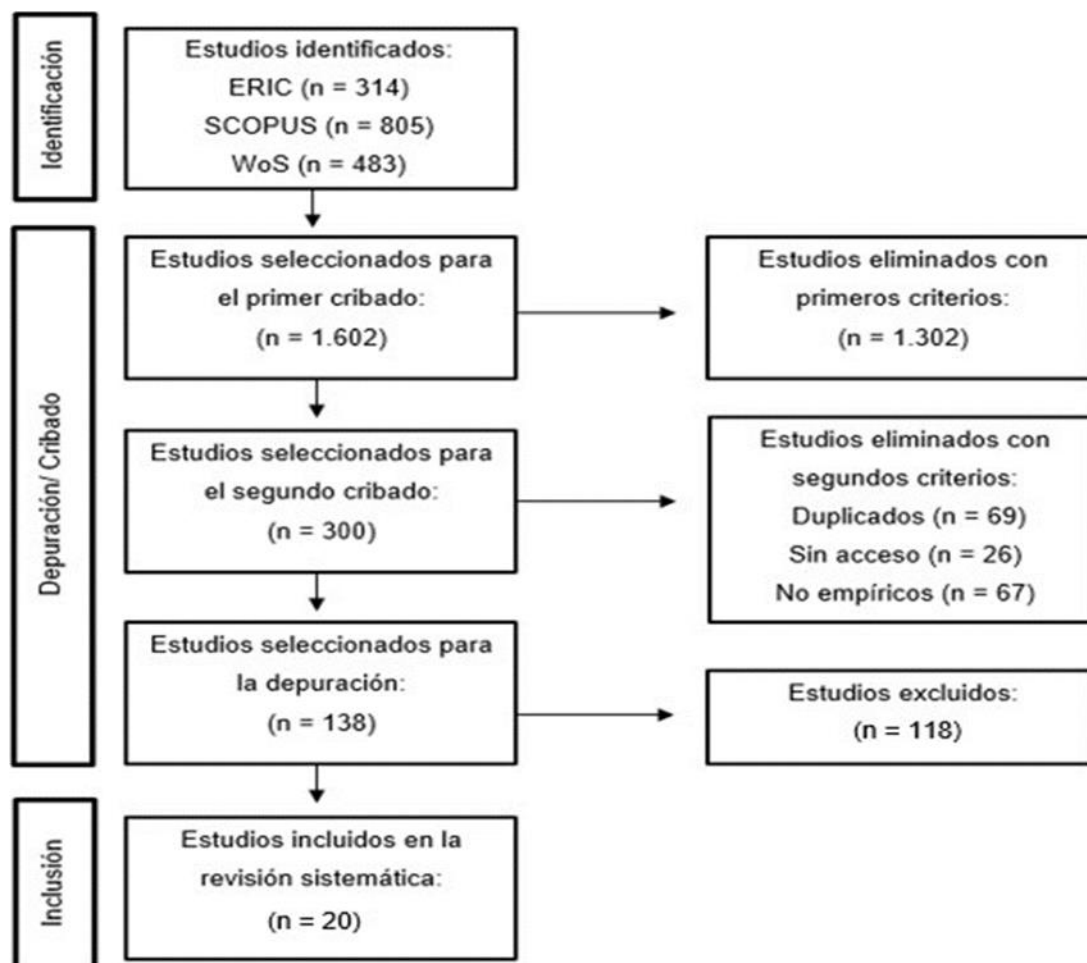 Identificación
Estudios identificados:
ERIC (n = 314)
SCOPUS (n = 805)
WoS (n = 483)
Depuración/ Cribado
Estudios seleccionados para
el primer cribado:
(n = 1.602)
Estudios eliminados con
primeros criterios:
(n = 1.302)
Estudios seleccionados para
el segundo cribado:
(n = 300)
Estudios eliminados con
segundos criterios:
Duplicados (n = 69)
Sin acceso (n = 26)
No empíricos (n = 67)
Estudios seleccionados para
la depuración:
(n = 138)
Estudios excluidos:
(n = 118)
Inclusión
Estudios incluidos en la
revisión sistemática:
(n = 20)